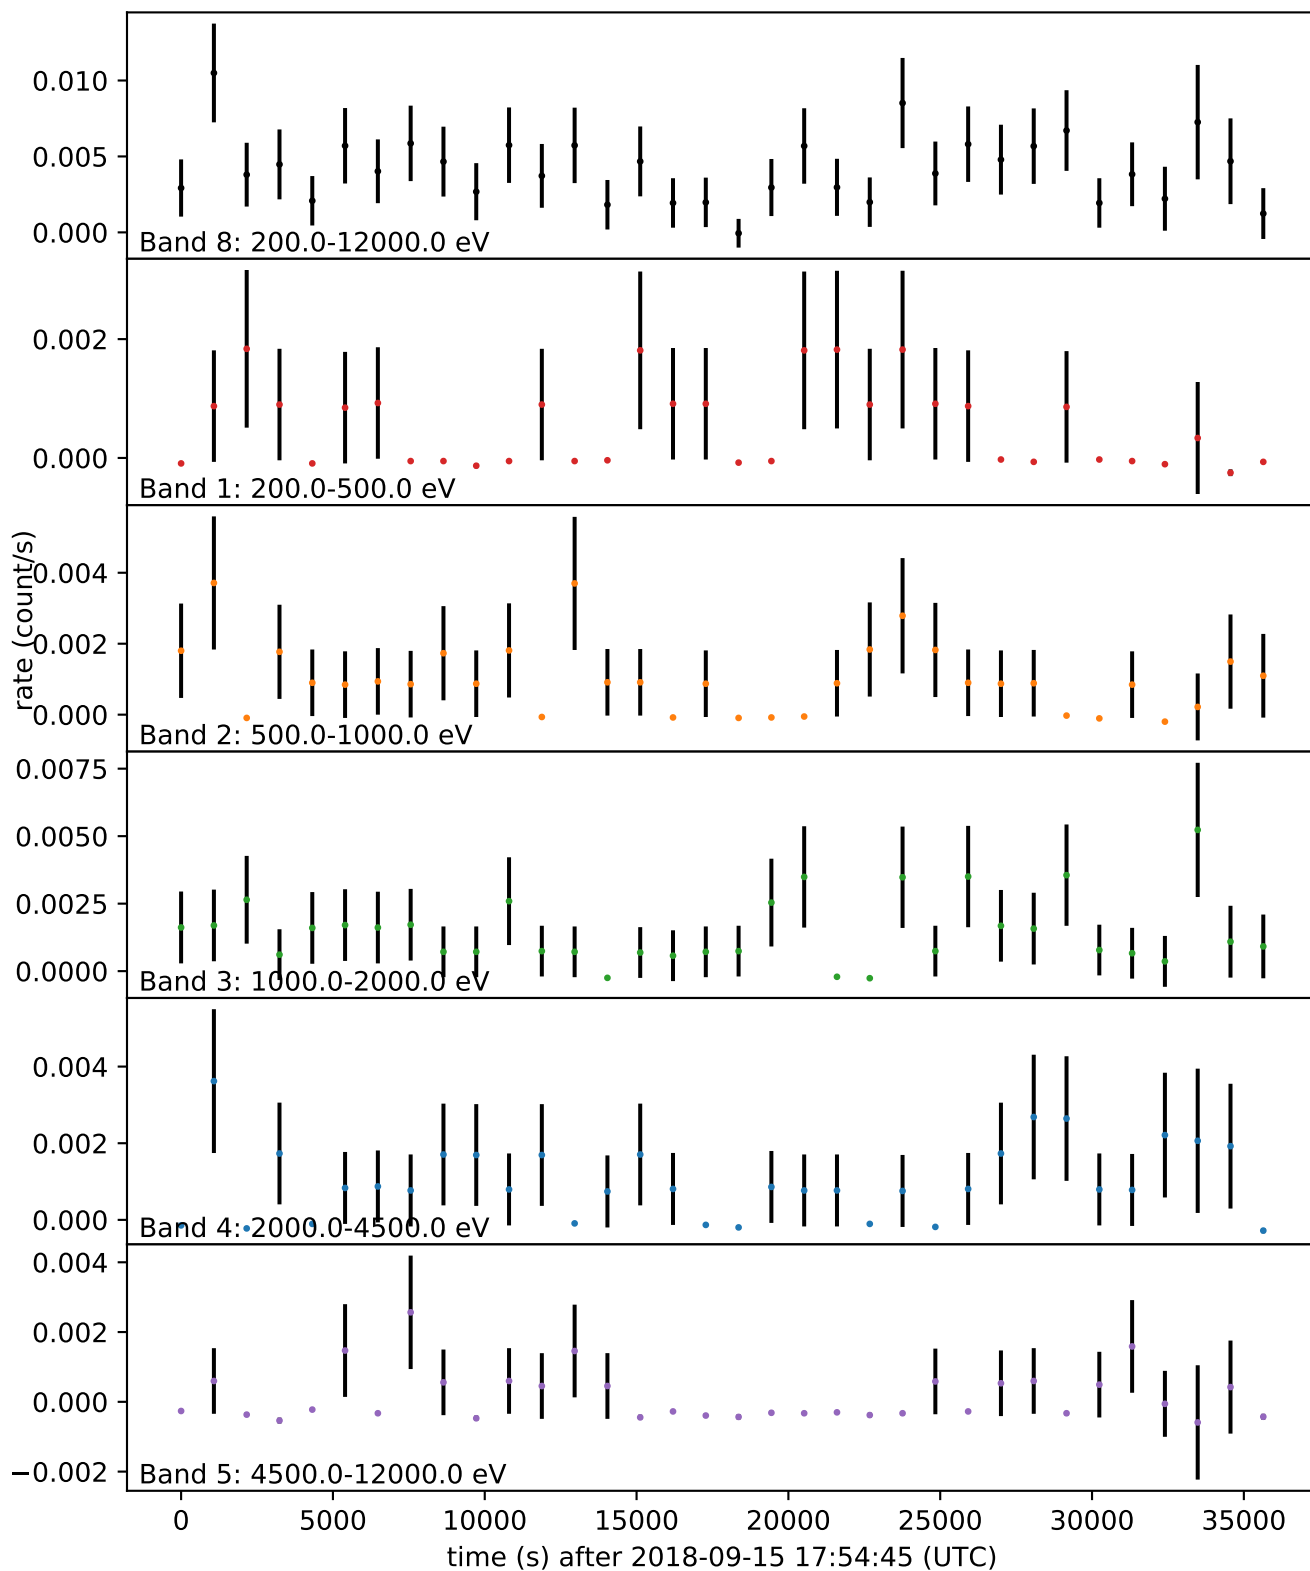 0.010
0.005
0.000
Band 8: 200.0-12000.0 eV
0.002
0.000
Band 1: 200.0-500.0 eV
rate (count/s)
0.004
0.002
0.000
Band 2: 500.0-1000.0 eV
0.0075
0.0050
0.0025
0.0000
Band 3: 1000.0-2000.0 eV
0.004
0.002
0.000
Band 4: 2000.0-4500.0 eV
0.004
0.002
0.000
−0.002
Band 5: 4500.0-12000.0 eV
0 5000 10000 15000 20000 25000 30000 35000
time (s) after 2018-09-15 17:54:45 (UTC)